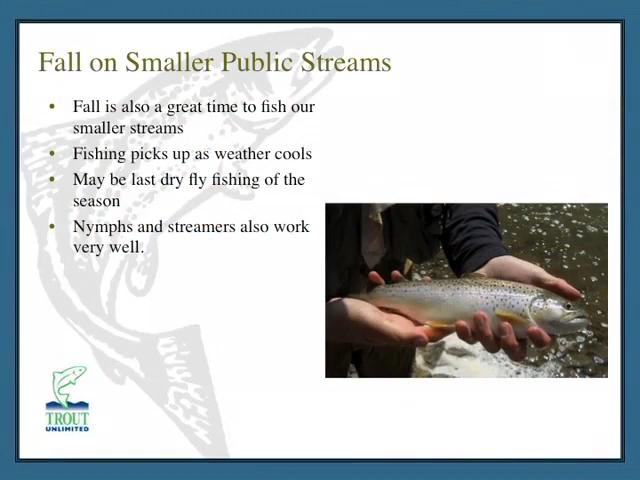 Fall on Smaller Public Streams
• Fall is also a great time to fish our
smaller streams
• Fishing picks up as weather cools
• May be last dry fly fishing of the
season
• Nymphs and streamers also work
very well.
TROUT
UNLIMITED